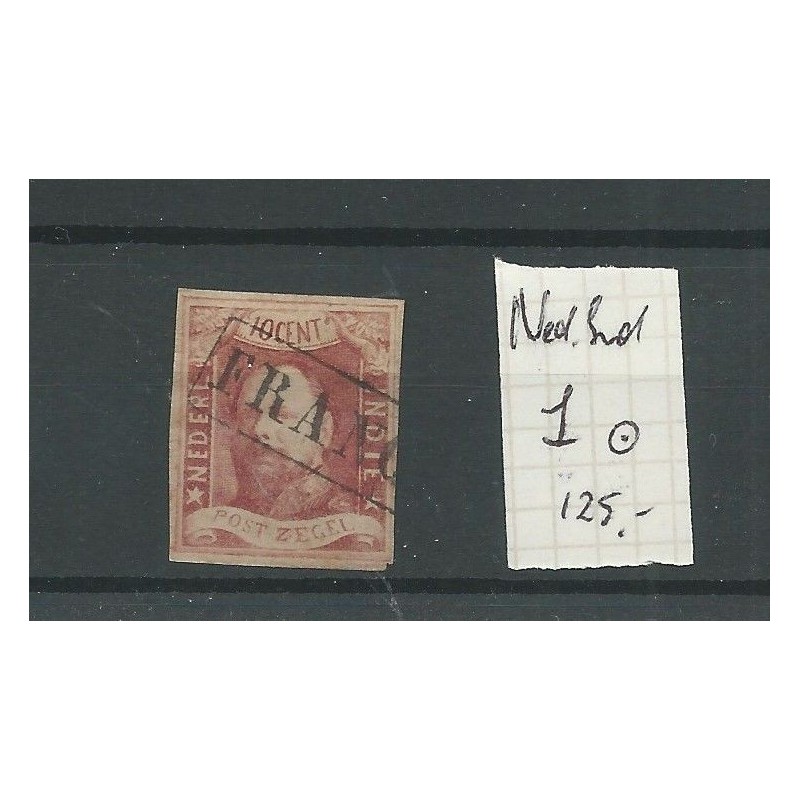 10 CENT
NEDERL.
INDIE
FRANC
POST ZEGEL
Ned. Ind
1
125,-